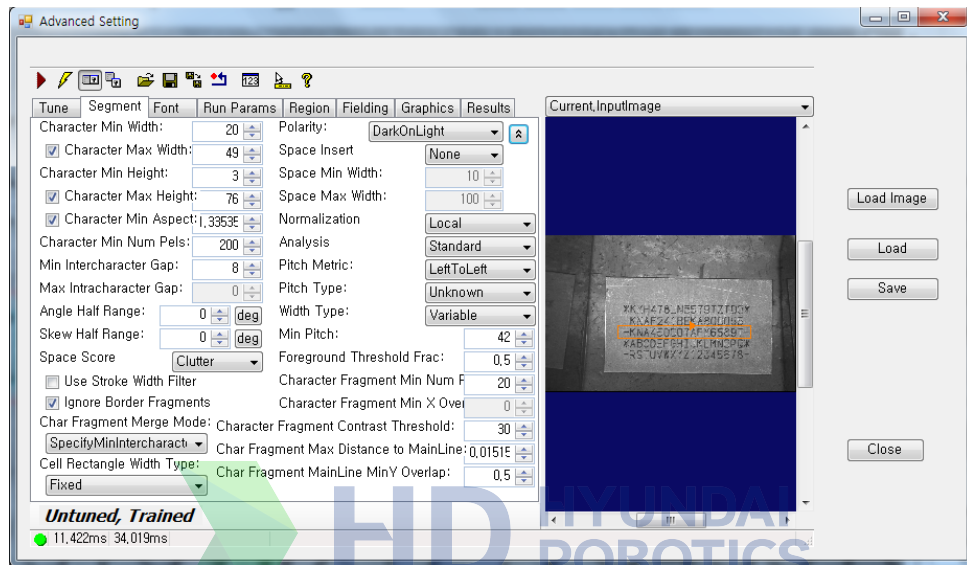 Advanced Setting
Tune Segment Font Run Params Region Fielding Graphics Results
Current,InputImage
Character Min Width: 20
Character Max Width: 49
Character Min Height: 3
Character Max Height: 76
Character Min Aspect: 1,33535
Character Min Num Pels: 200
Min Intercharacter Gap: 8
Max Intracharacter Gap: 0
Angle Half Range: 0 deg
Skew Half Range: 0 deg
Space Score Clutter
Use Stroke Width Filter
Ignore Border Fragments
Char Fragment Merge Mode:
SpecifyMinIntercharact
Cell Rectangle Width Type:
Fixed
Polarity: DarkOnLight
Space Insert None
Space Min Width: 10
Space Max Width: 100
Normalization Local
Analysis Standard
Pitch Metric: LeftToLeft
Pitch Type: Unknown
Width Type: Variable
Min Pitch: 42
Foreground Threshold Frac: 0,5
Character Fragment Min Num P 20
Character Fragment Min X Over 0
Character Fragment Contrast Threshold: 30
Char Fragment Max Distance to MainLine: 0,01515
Char Fragment MainLine MinY Overlap: 0,5
Untuned, Trained
11,422ms 34,019ms
Load Image
Load
Save
Close
HD HYUNDAI
ROBOTICS